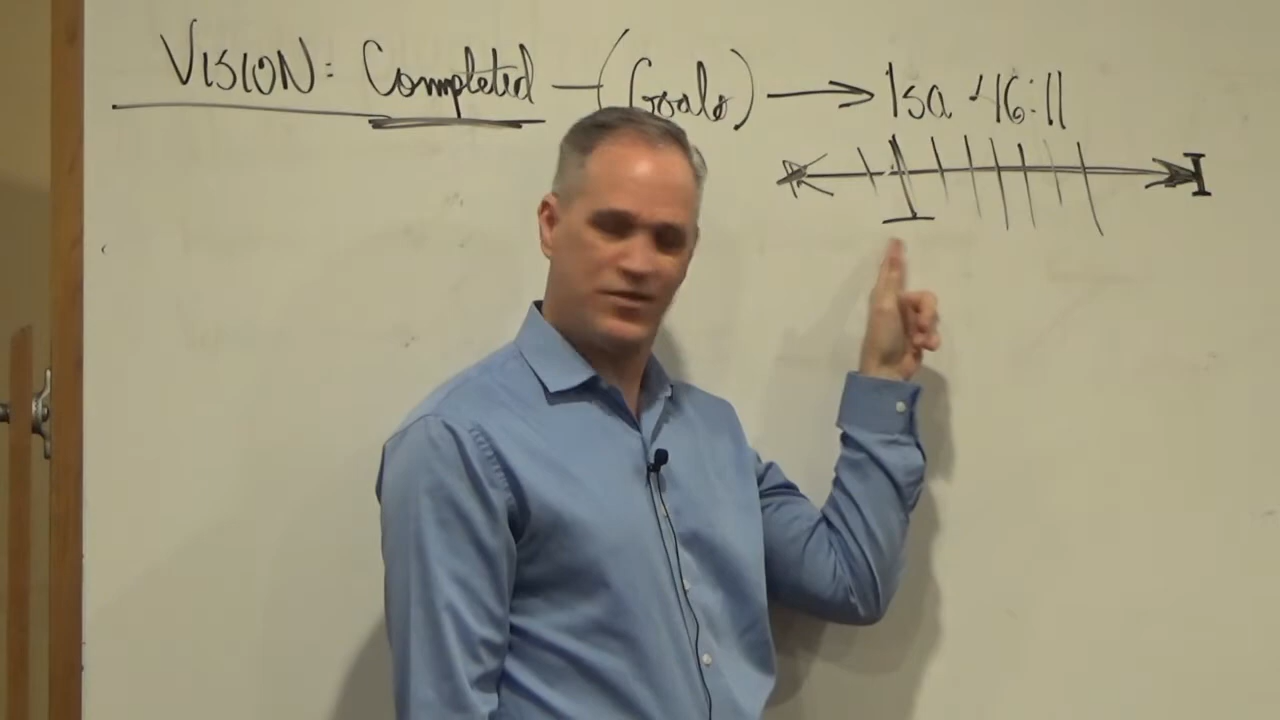 VISION: Completed – (Goals) → Isa 46:11
I